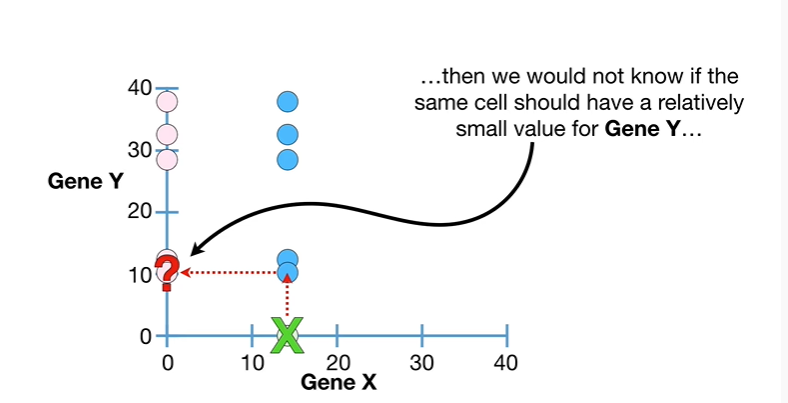 …then we would not know if the
same cell should have a relatively
small value for Gene Y…
40
30
Gene Y
20
10
?
0
X
0 10 20 30 40
Gene X